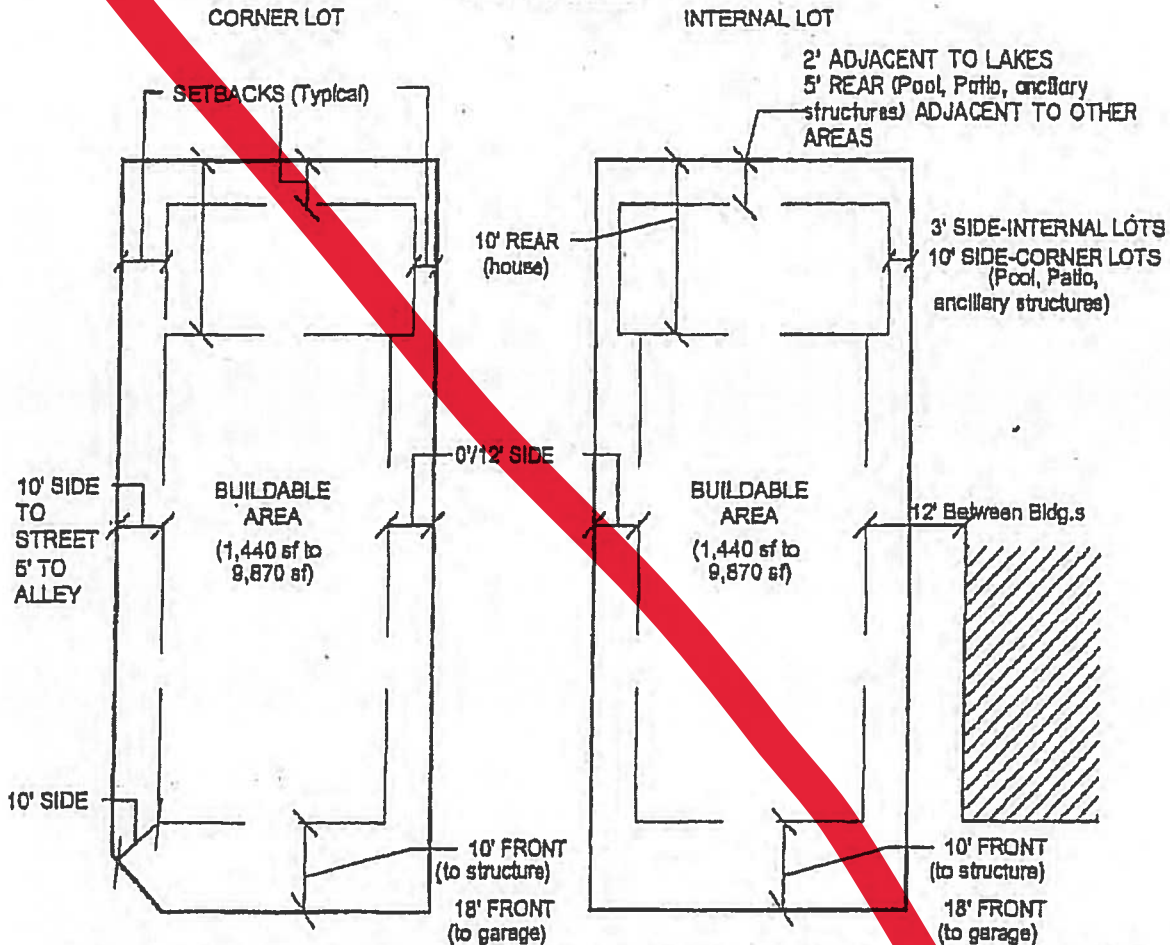 CORNER LOT
INTERNAL LOT
2' ADJACENT TO LAKES
5' REAR (Pool, Patio, ancillary
structures) ADJACENT TO OTHER
AREAS
SETBACKS (Typical)
10' REAR
(house)
3' SIDE-INTERNAL LOTS
10' SIDE-CORNER LOTS
(Pool, Patio,
ancillary structures)
0'/12' SIDE
10' SIDE
TO
STREET
5' TO
ALLEY
BUILDABLE
AREA
(1,440 sf to
9,870 sf)
BUILDABLE
AREA
(1,440 sf to
9,870 sf)
12' Between Bldg.s
10' SIDE
10' FRONT
(to structure)
18' FRONT
(to garage)
10' FRONT
(to structure)
18' FRONT
(to garage)